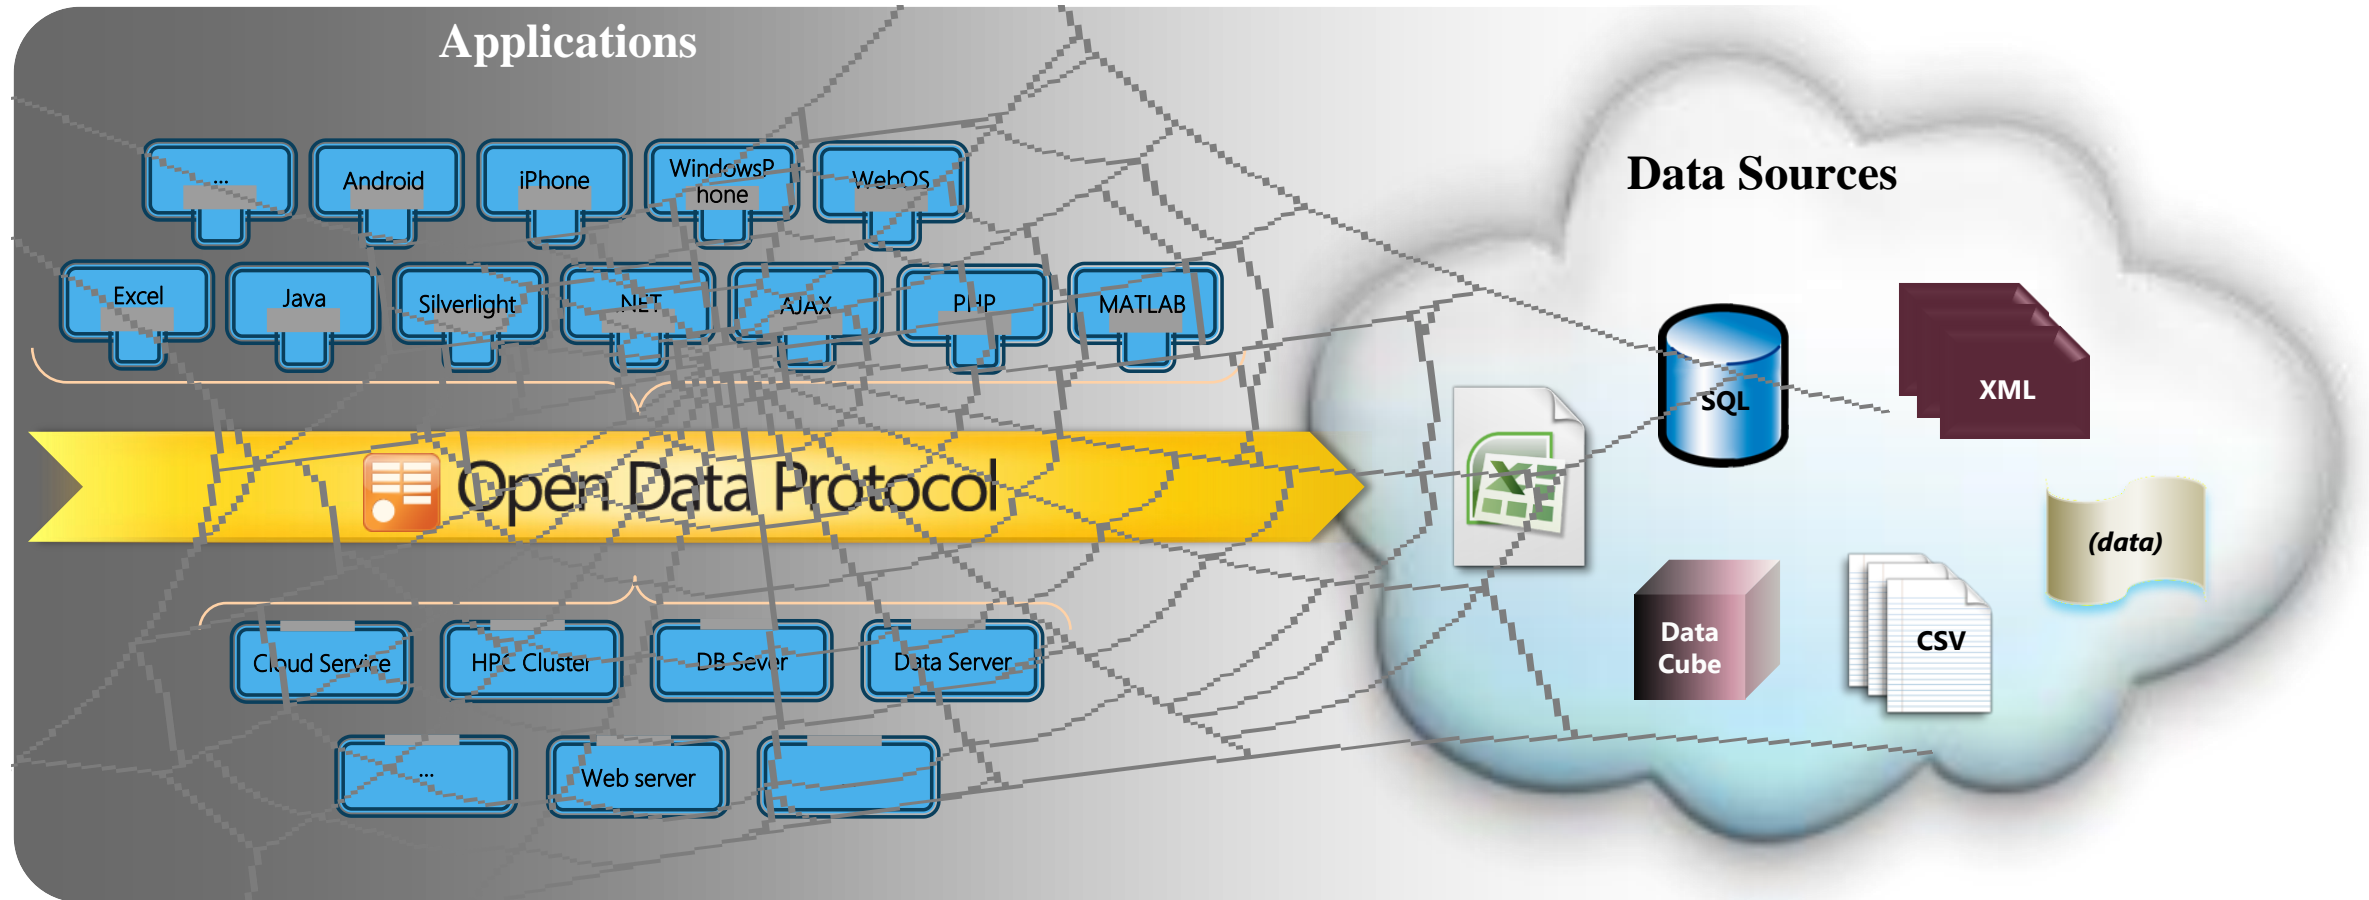 Applications
...
Android
iPhone
WindowsP
hone
WebOS
Excel
Java
Silverlight
.NET
AJAX
PHP
MATLAB
Open Data Protocol
Cloud Service
HPC Cluster
DB Sever
Data Server
...
Web server
Data Sources
SQL
XML
(data)
Data
Cube
CSV